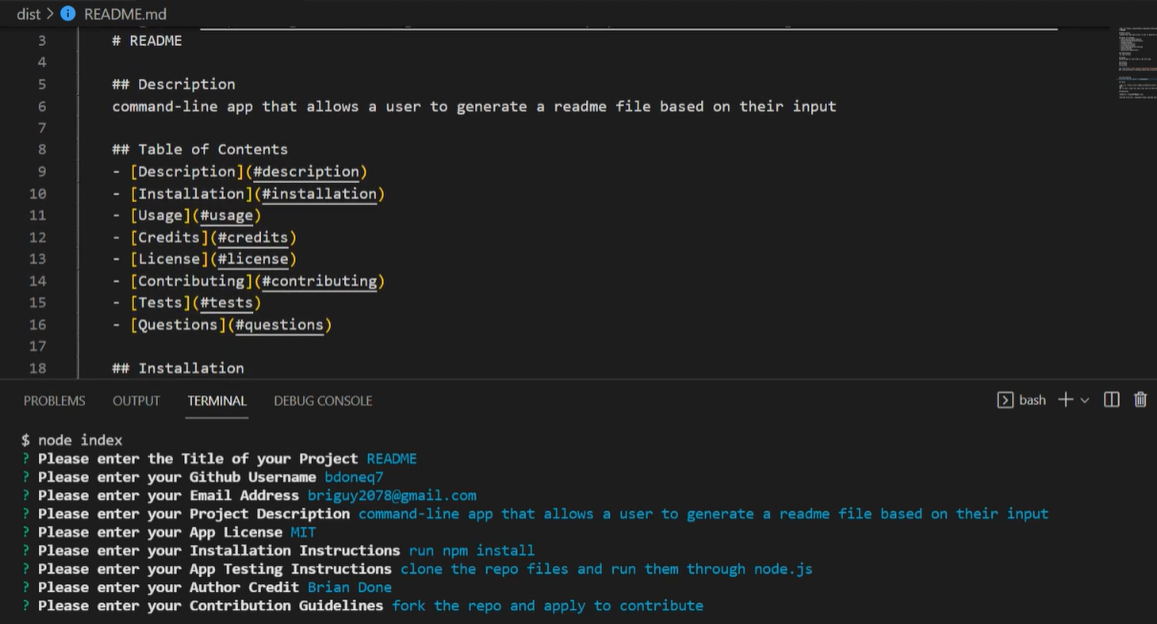 dist > README.md
3 # README
4
5 ## Description
6 command-line app that allows a user to generate a readme file based on their input
7
8 ## Table of Contents
9 - [Description](#description)
10 - [Installation](#installation)
11 - [Usage](#usage)
12 - [Credits](#credits)
13 - [License](#license)
14 - [Contributing](#contributing)
15 - [Tests](#tests)
16 - [Questions](#questions)
17
18 ## Installation
PROBLEMS OUTPUT TERMINAL DEBUG CONSOLE bash
$ node index
? Please enter the Title of your Project README
? Please enter your Github Username bdoneq7
? Please enter your Email Address briguy2078@gmail.com
? Please enter your Project Description command-line app that allows a user to generate a readme file based on their input
? Please enter your App License MIT
? Please enter your Installation Instructions run npm install
? Please enter your App Testing Instructions clone the repo files and run them through node.js
? Please enter your Author Credit Brian Done
? Please enter your Contribution Guidelines fork the repo and apply to contribute